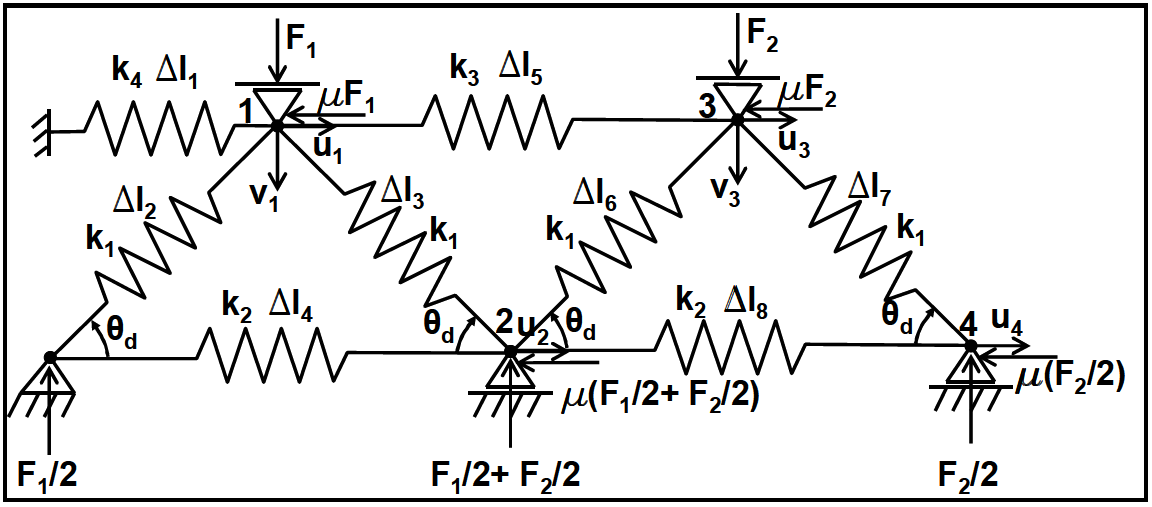 F₁
F₂
k₄ Δl₁
k₃ Δl₅
1
μF₁
3
μF₂
u₁
u₃
v₁
v₃
Δl₂
Δl₃
Δl₆
Δl₇
k₁
k₁
k₁
k₁
k₂ Δl₄
k₂ Δl₈
θd
θd
2
u₂
θd
θd
4
u₄
μ(F₁/2+ F₂/2)
μ(F₂/2)
F₁/2
F₁/2+ F₂/2
F₂/2